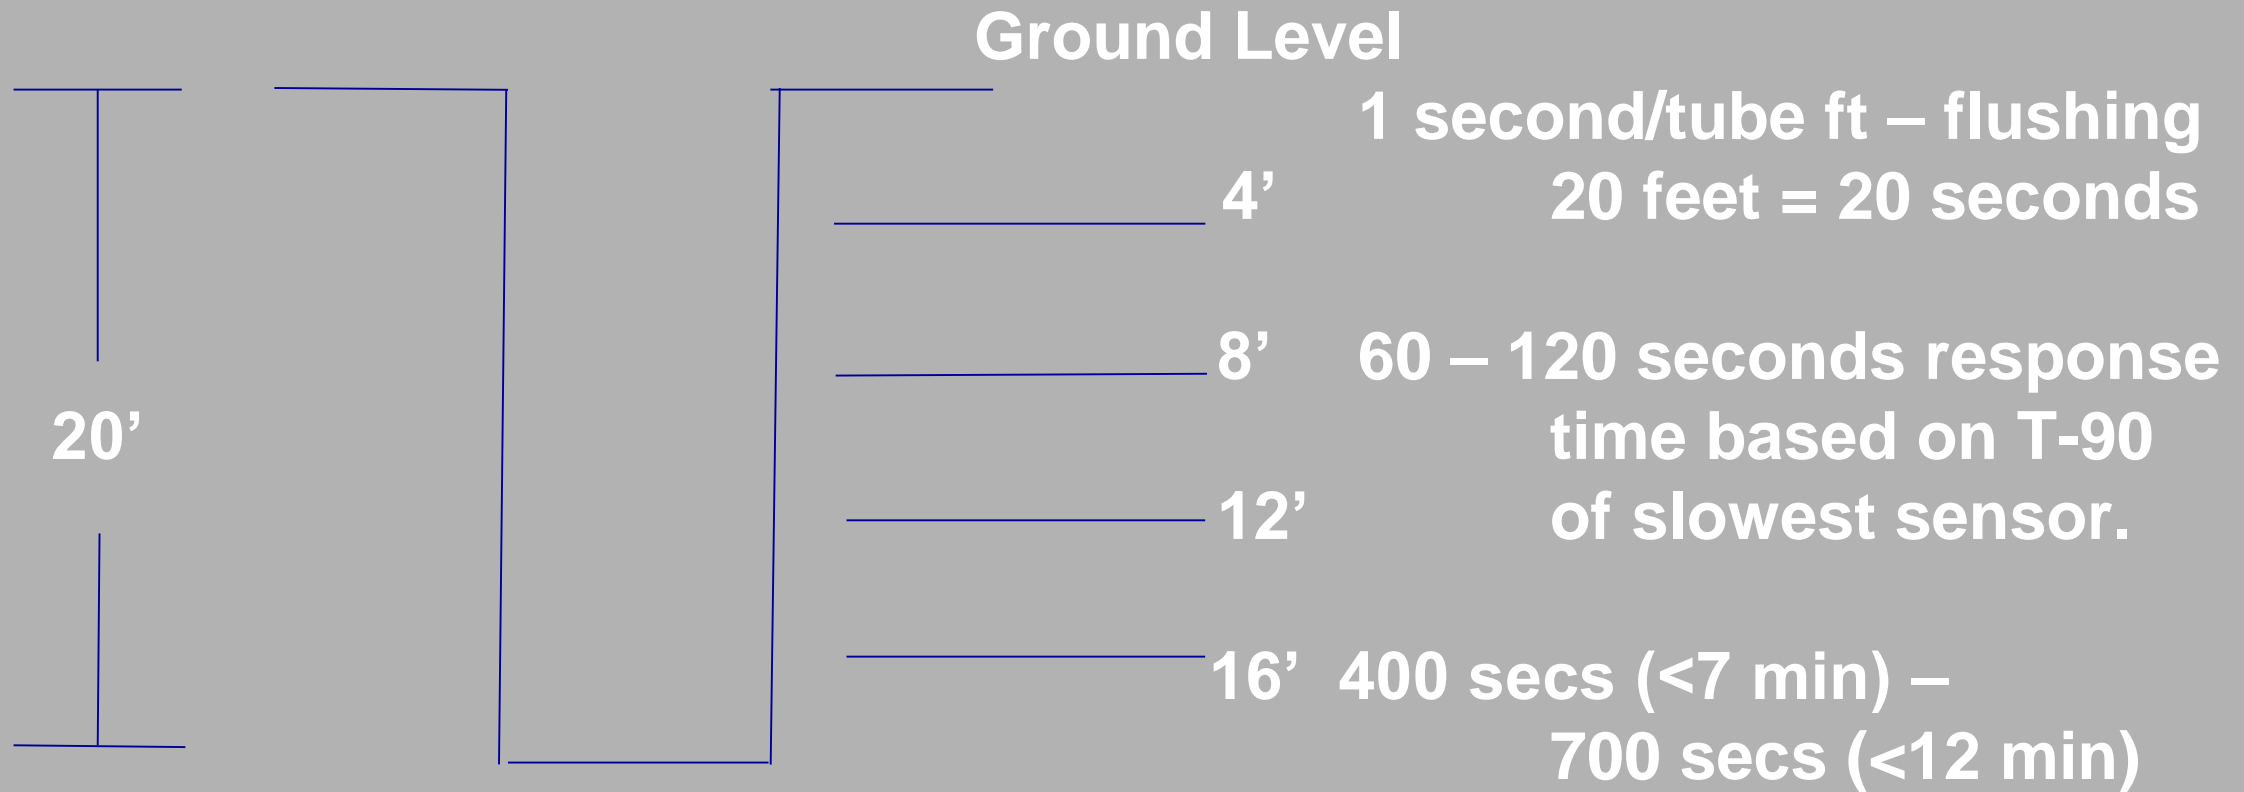 Ground Level
1 second/tube ft – flushing
4’ 20 feet = 20 seconds
8’ 60 – 120 seconds response
20’ time based on T-90
12’ of slowest sensor.
16’ 400 secs (<7 min) –
700 secs (<12 min)